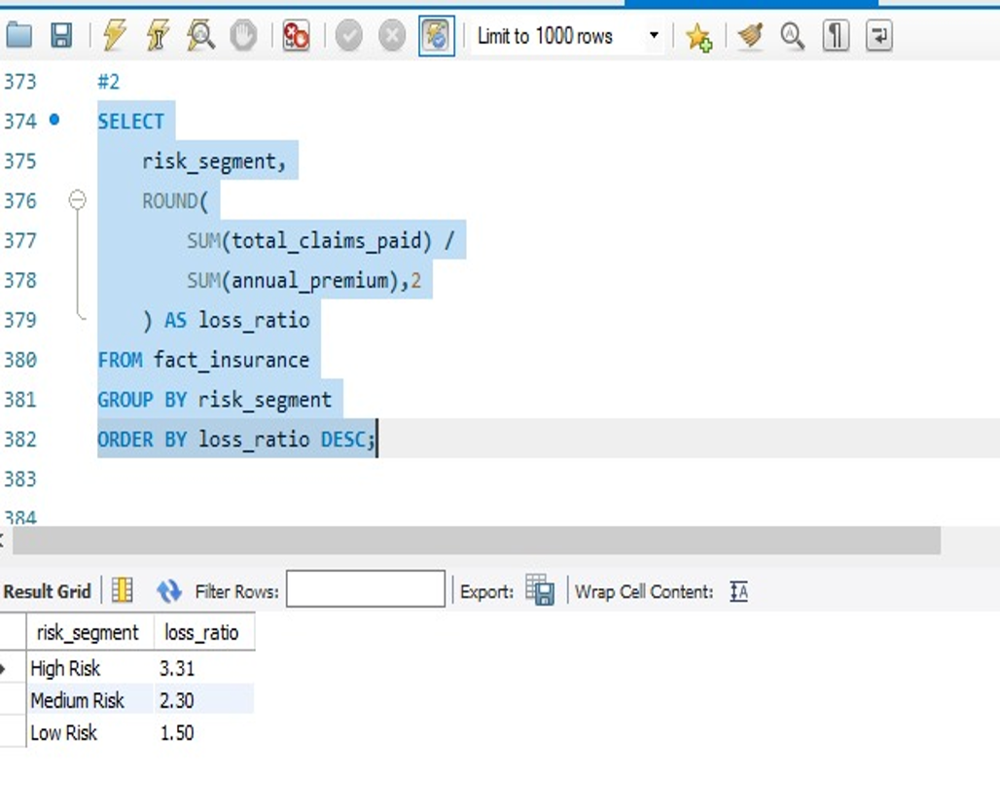 Limit to 1000 rows
373 #2
374 SELECT
375 risk_segment,
376 ROUND(
377 SUM(total_claims_paid) /
378 SUM(annual_premium),2
379 ) AS loss_ratio
380 FROM fact_insurance
381 GROUP BY risk_segment
382 ORDER BY loss_ratio DESC;
383
384
Result Grid Filter Rows: Export: Wrap Cell Content: IA
risk_segment loss_ratio
High Risk 3.31
Medium Risk 2.30
Low Risk 1.50